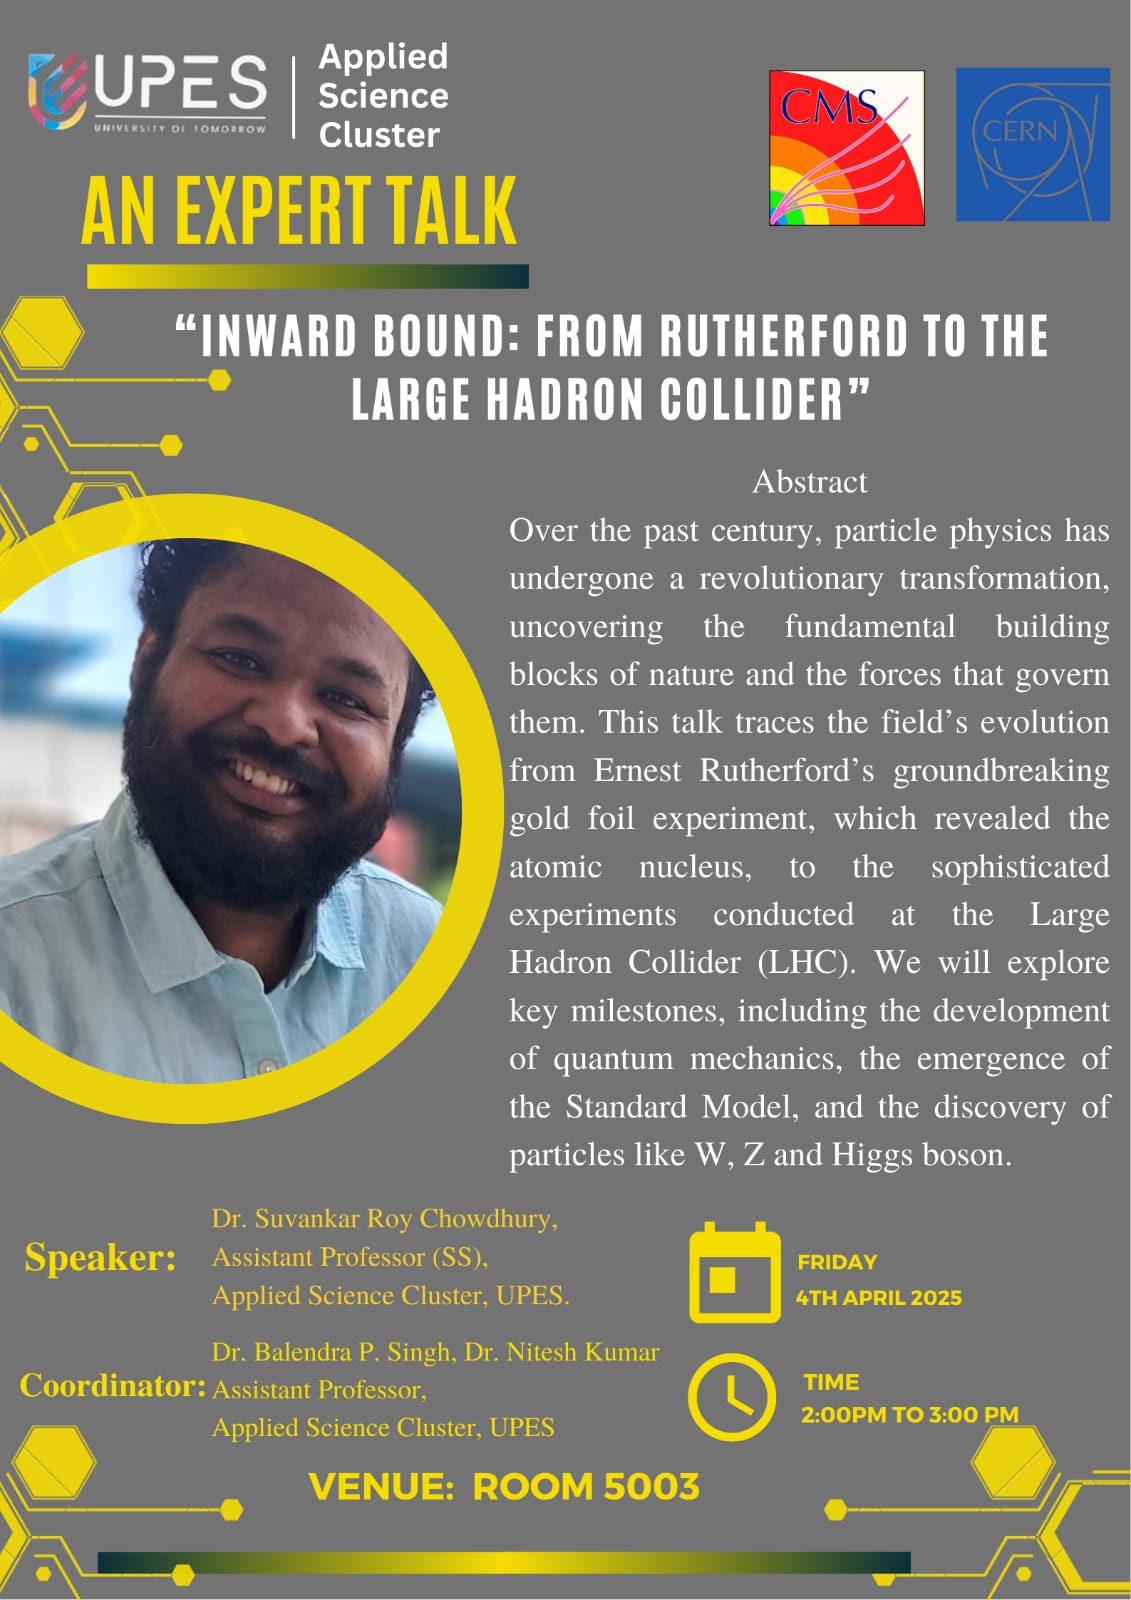 UPES
UNIVERSITY OF TOMORROW
Applied
Science
Cluster
CMS
CERN
AN EXPERT TALK
“INWARD BOUND: FROM RUTHERFORD TO THE
LARGE HADRON COLLIDER”
Abstract
Over the past century, particle physics has
undergone a revolutionary transformation,
uncovering the fundamental building
blocks of nature and the forces that govern
them. This talk traces the field’s evolution
from Ernest Rutherford’s groundbreaking
gold foil experiment, which revealed the
atomic nucleus, to the sophisticated
experiments conducted at the Large
Hadron Collider (LHC). We will explore
key milestones, including the development
of quantum mechanics, the emergence of
the Standard Model, and the discovery of
particles like W, Z and Higgs boson.
Speaker:
Dr. Suvankar Roy Chowdhury,
Assistant Professor (SS),
Applied Science Cluster, UPES.
FRIDAY
4TH APRIL 2025
Coordinator:
Dr. Balendra P. Singh, Dr. Nitesh Kumar
Assistant Professor,
Applied Science Cluster, UPES
TIME
2:00PM TO 3:00 PM
VENUE: ROOM 5003